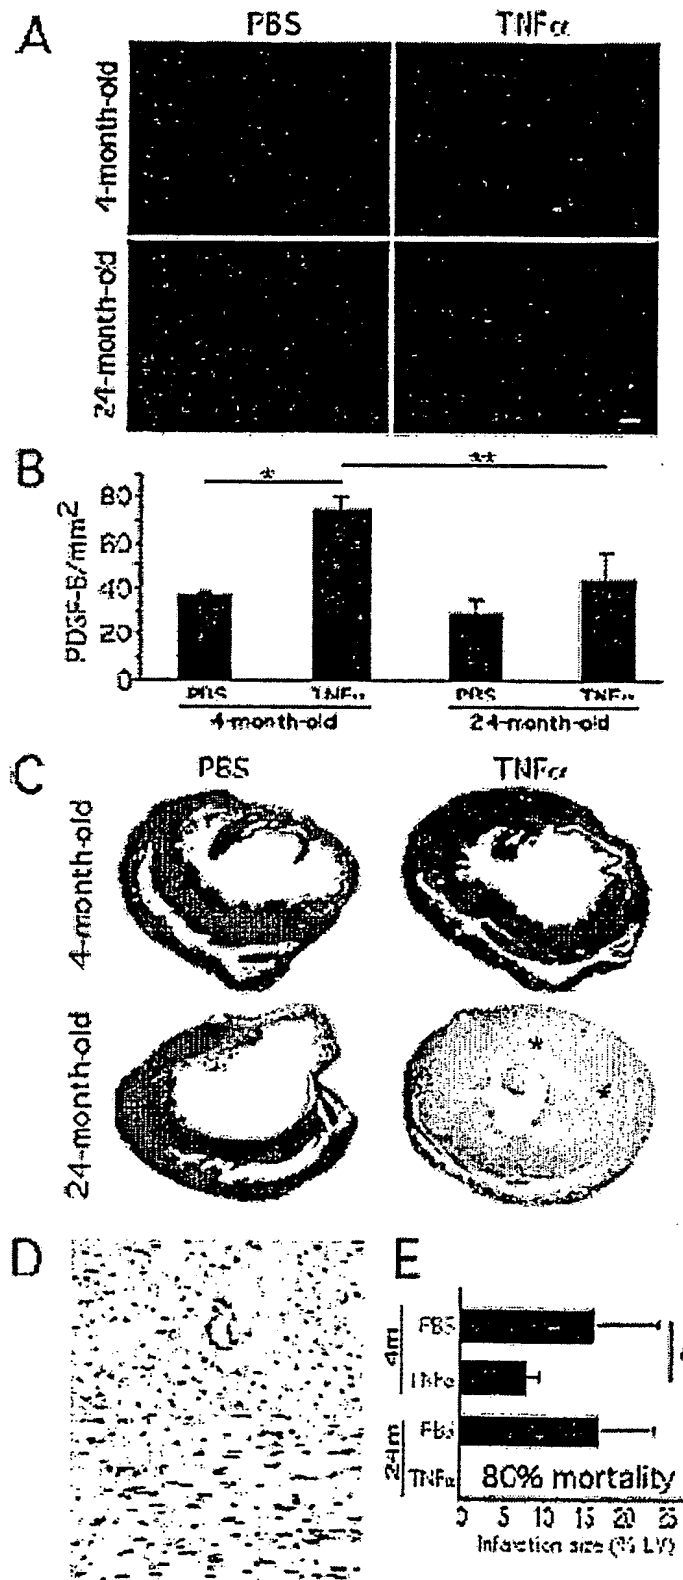 A
PBS TNFα
4-month-old
24-month-old
B
* **
PDGF-B/mm²
80
60
40
20
0
PBS TNFα PBS TNFα
4-month-old 24-month-old
C
PBS TNFα
4-month-old
24-month-old
* *
D
E
4m
PBS
TNFα
24m
PBS
TNFα 80% mortality
0 5 10 15 20 25
Infarction size (% LV)